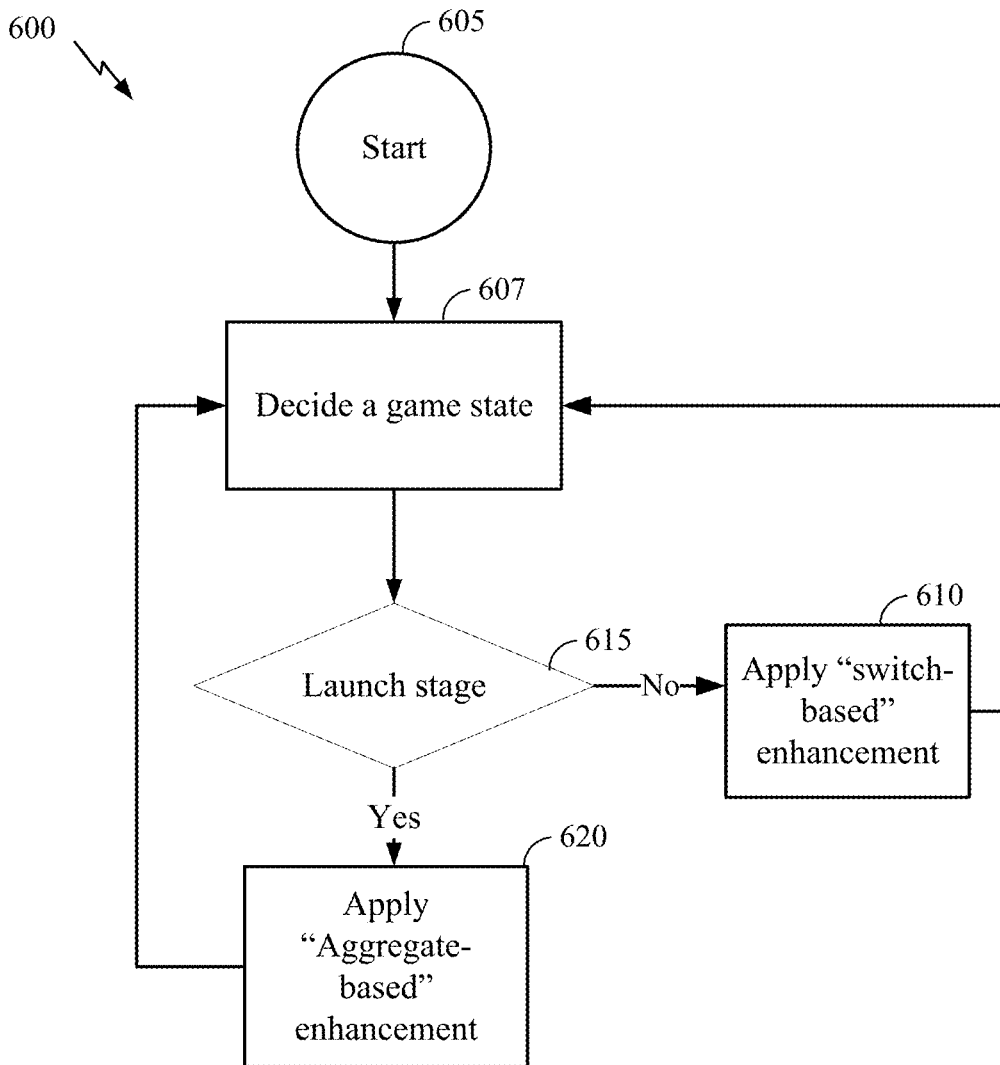 600
605
Start
607
Decide a game state
615
Launch stage
No
610
Apply “switch-
based”
enhancement
Yes
620
Apply
“Aggregate-
based”
enhancement